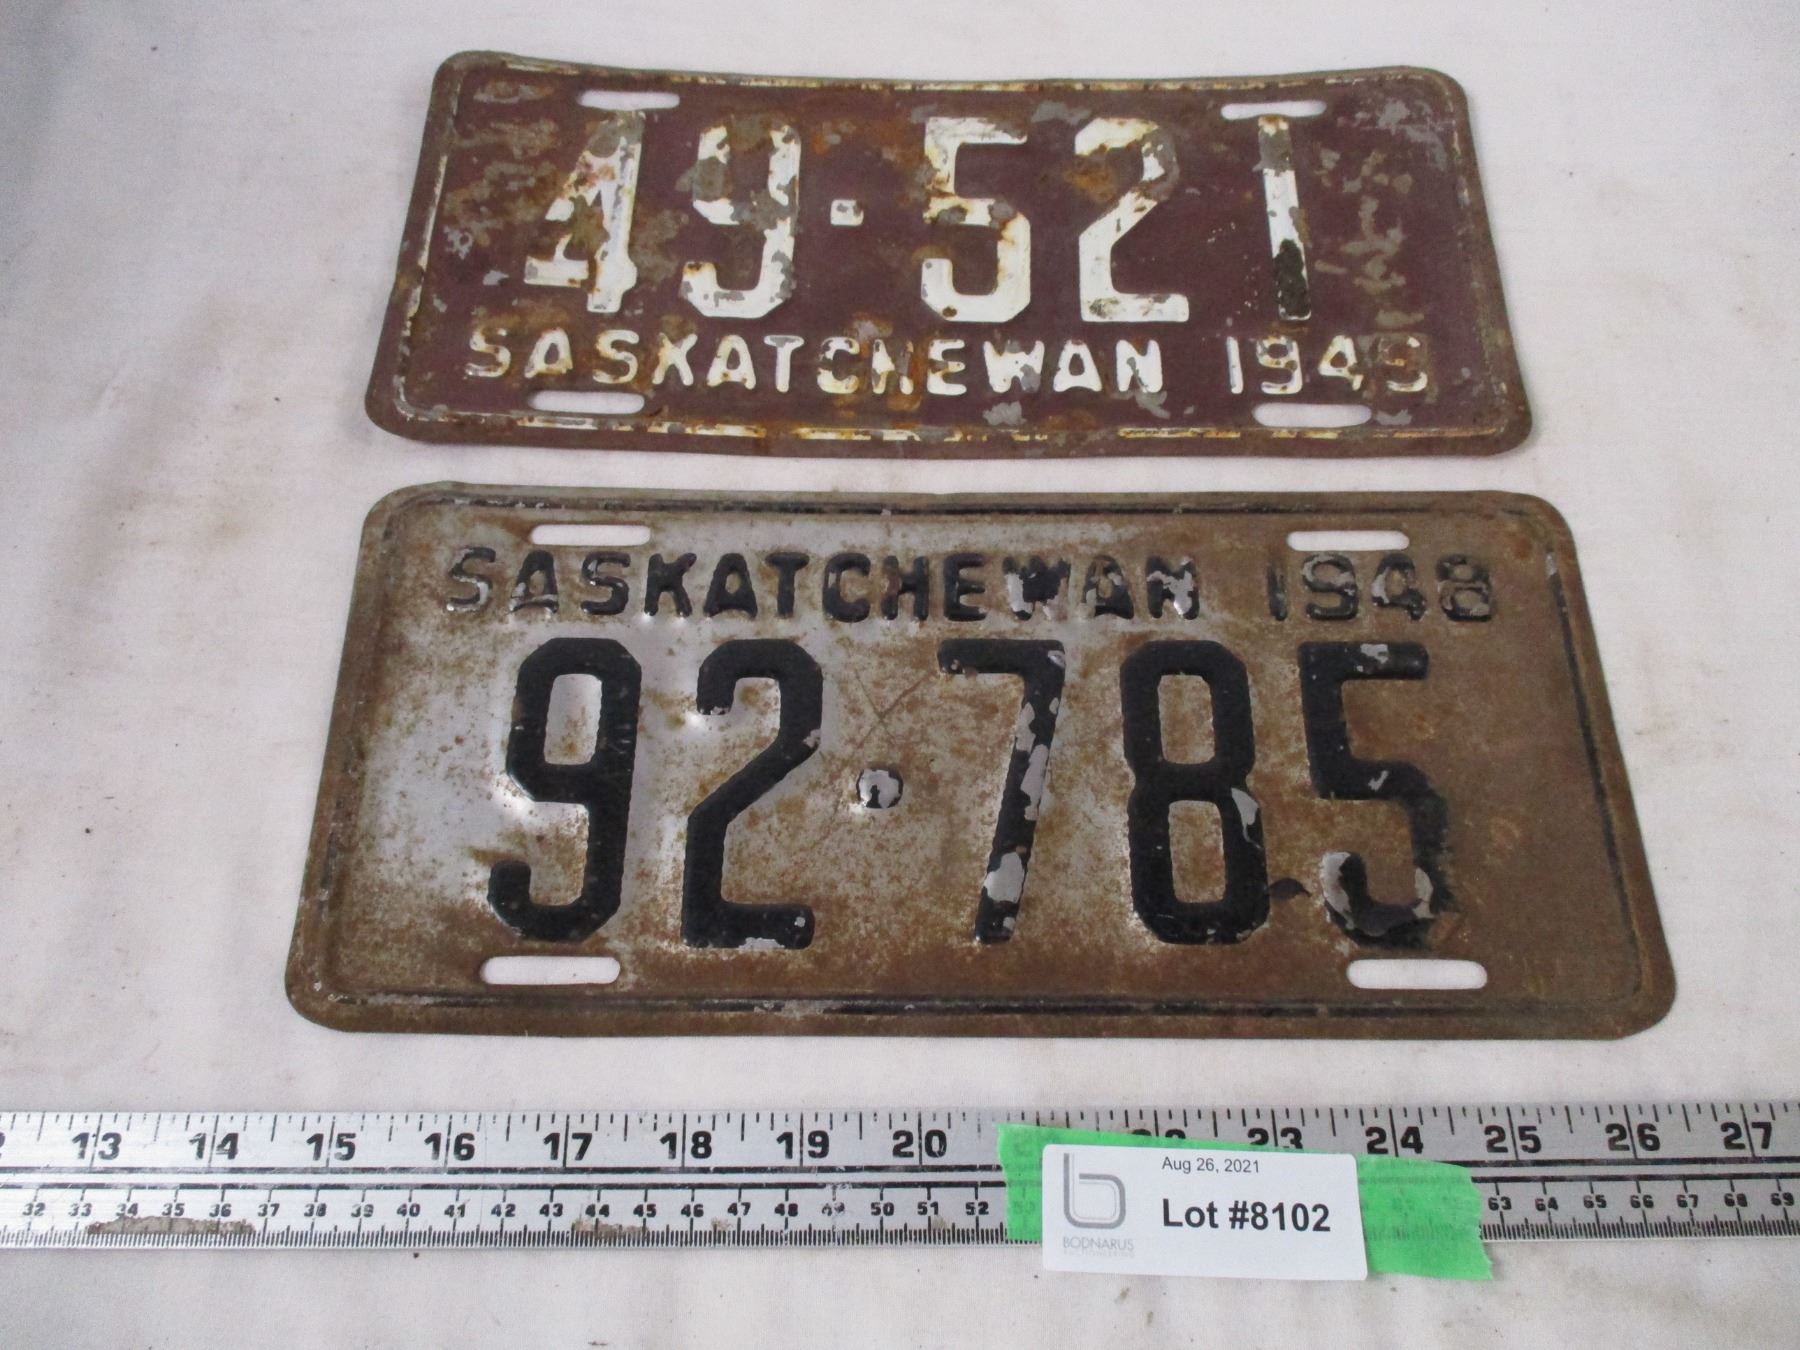 49·521
SASKATCHEWAN 1949
SASKATCHEWAN 1948
92·785
13 14 15 16 17 18 19 20 23 24 25 26 27
32 33 34 35 36 37 38 39 40 41 42 43 44 45 46 47 48 49 50 51 52 63 64 65 66 67 68 69
Aug 26, 2021
Lot #8102
BODNARUS
AUCTIONEERING